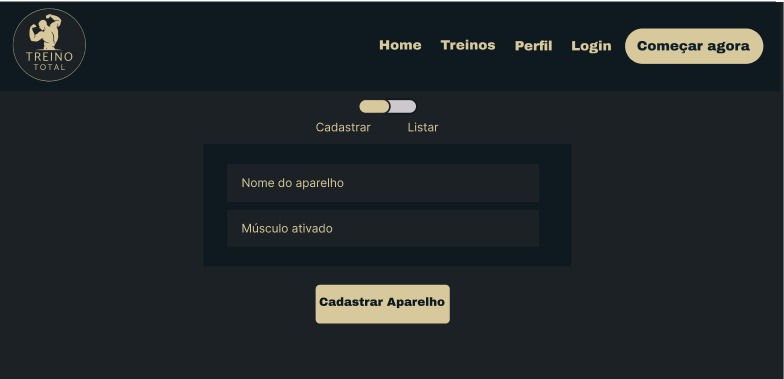 TREINO
TOTAL
Home Treinos Perfil Login Começar agora
Cadastrar Listar
Nome do aparelho
Músculo ativado
Cadastrar Aparelho